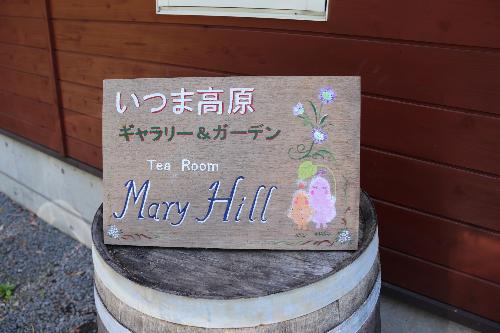 いつま高原
ギャラリー&ガーデン
Tea Room
Mary Hill